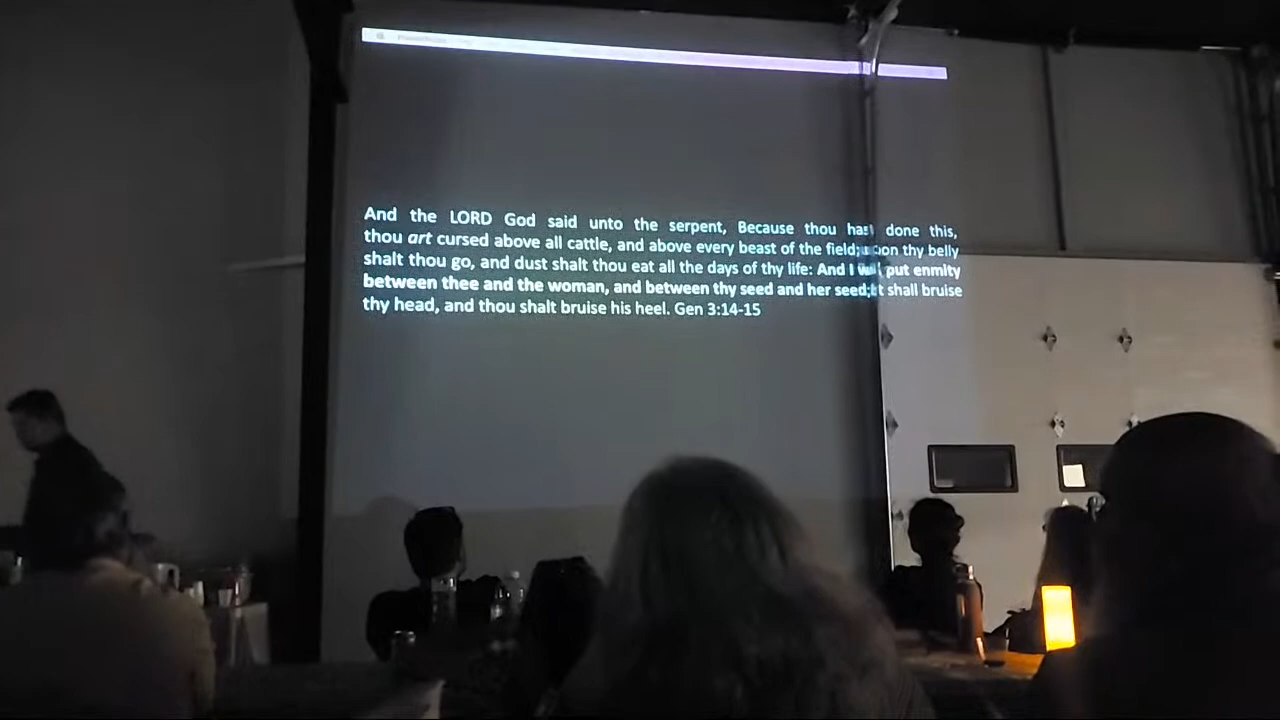 And the LORD God said unto the serpent, Because thou hast done this,
thou art cursed above all cattle, and above every beast of the field; upon thy belly
shalt thou go, and dust shalt thou eat all the days of thy life: And I will put enmity
between thee and the woman, and between thy seed and her seed; it shall bruise
thy head, and thou shalt bruise his heel. Gen 3:14-15